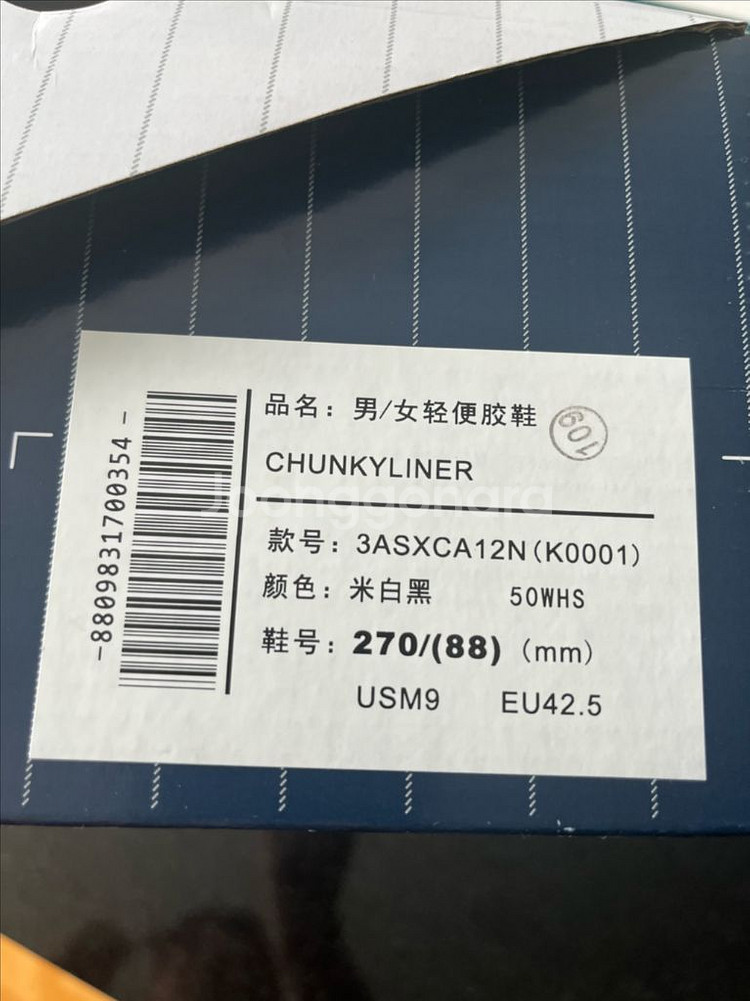 品名：男/女轻便胶鞋
109
CHUNKYLINER
Joonggonara
款号：3ASXCA12N(K0001)
颜色：米白黑 50WHS
鞋号：270/(88) (mm)
USM9 EU42.5
-8809831700354-